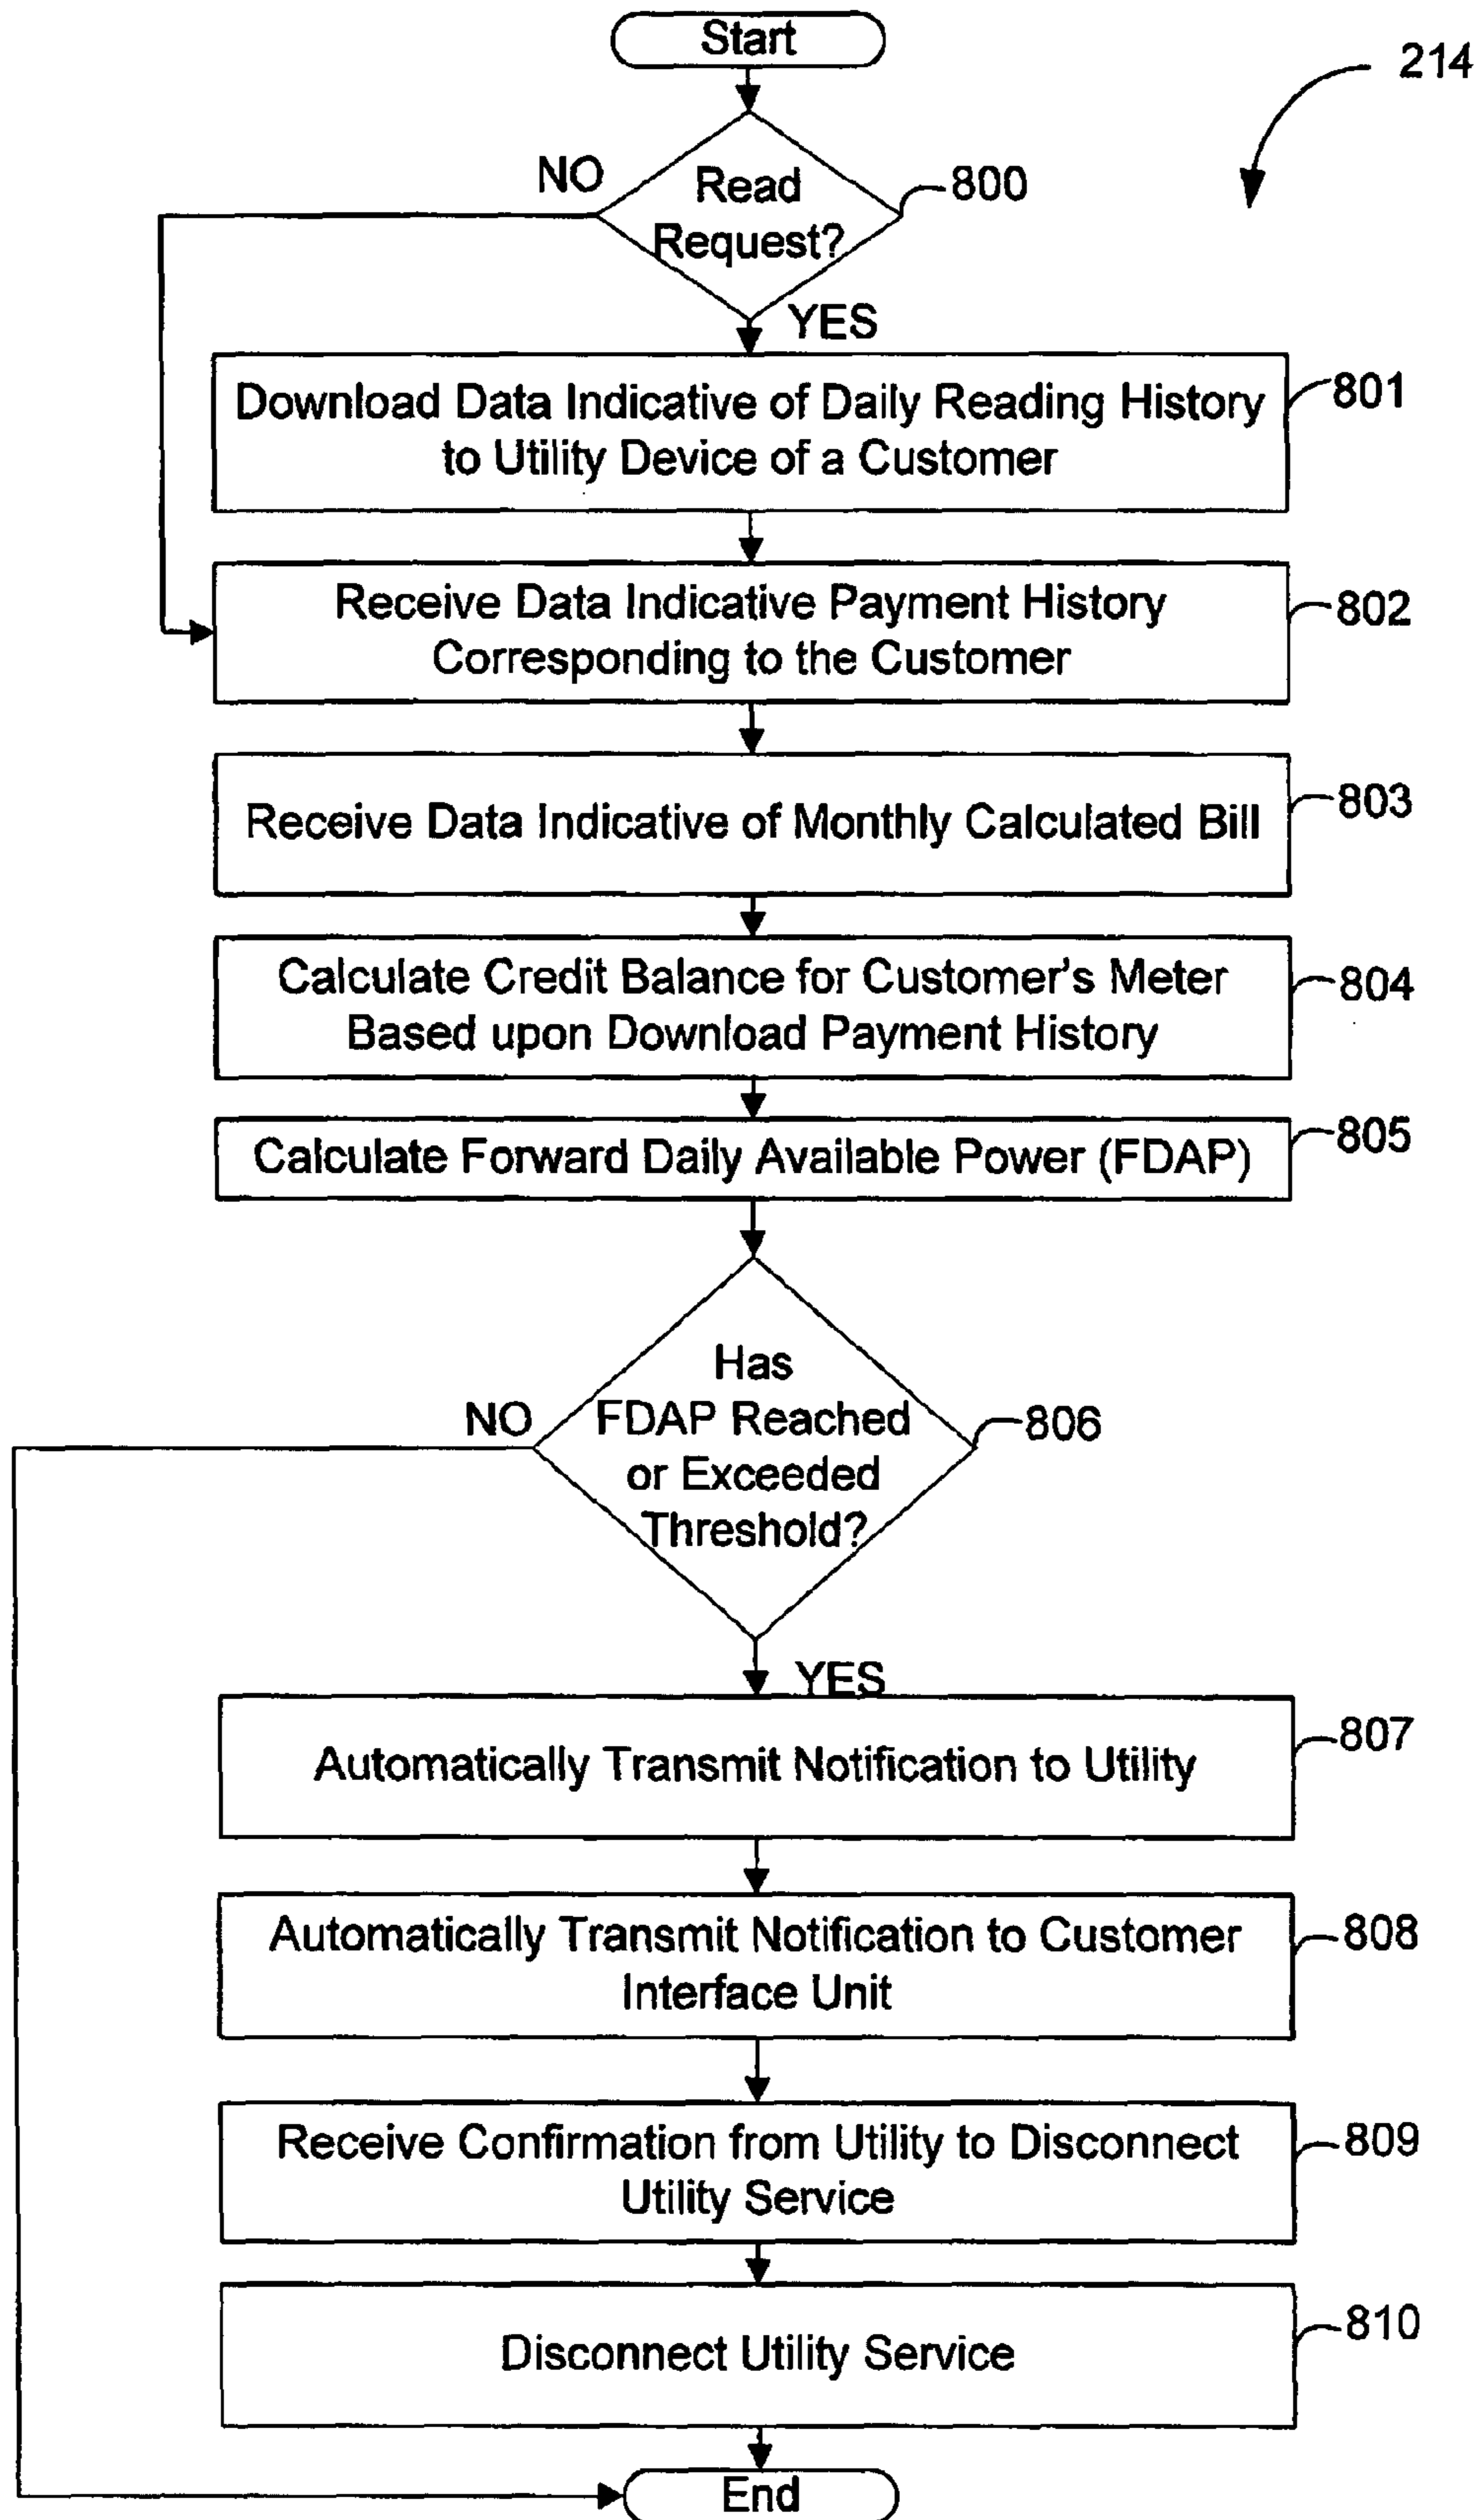 Start
214
NO
Read
Request?
800
YES
Download Data Indicative of Daily Reading History
to Utility Device of a Customer
801
Receive Data Indicative Payment History
Corresponding to the Customer
802
Receive Data Indicative of Monthly Calculated Bill
803
Calculate Credit Balance for Customer's Meter
Based upon Download Payment History
804
Calculate Forward Daily Available Power (FDAP)
805
Has
FDAP Reached
or Exceeded
Threshold?
NO
806
YES
Automatically Transmit Notification to Utility
807
Automatically Transmit Notification to Customer
Interface Unit
808
Receive Confirmation from Utility to Disconnect
Utility Service
809
Disconnect Utility Service
810
End